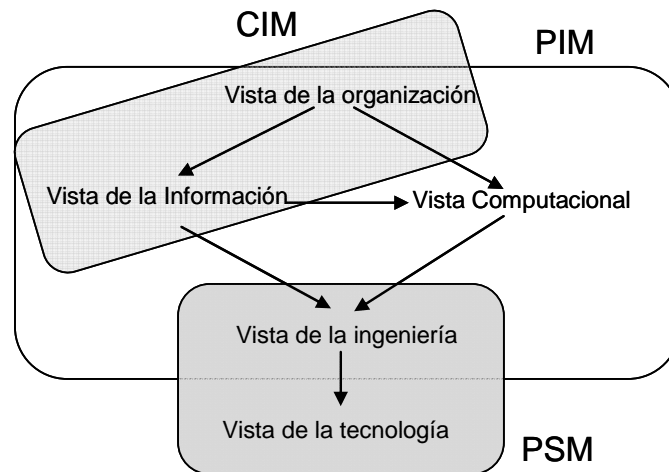 CIM
PIM
Vista de la organización
Vista de la Información
Vista Computacional
Vista de la ingeniería
Vista de la tecnología
PSM